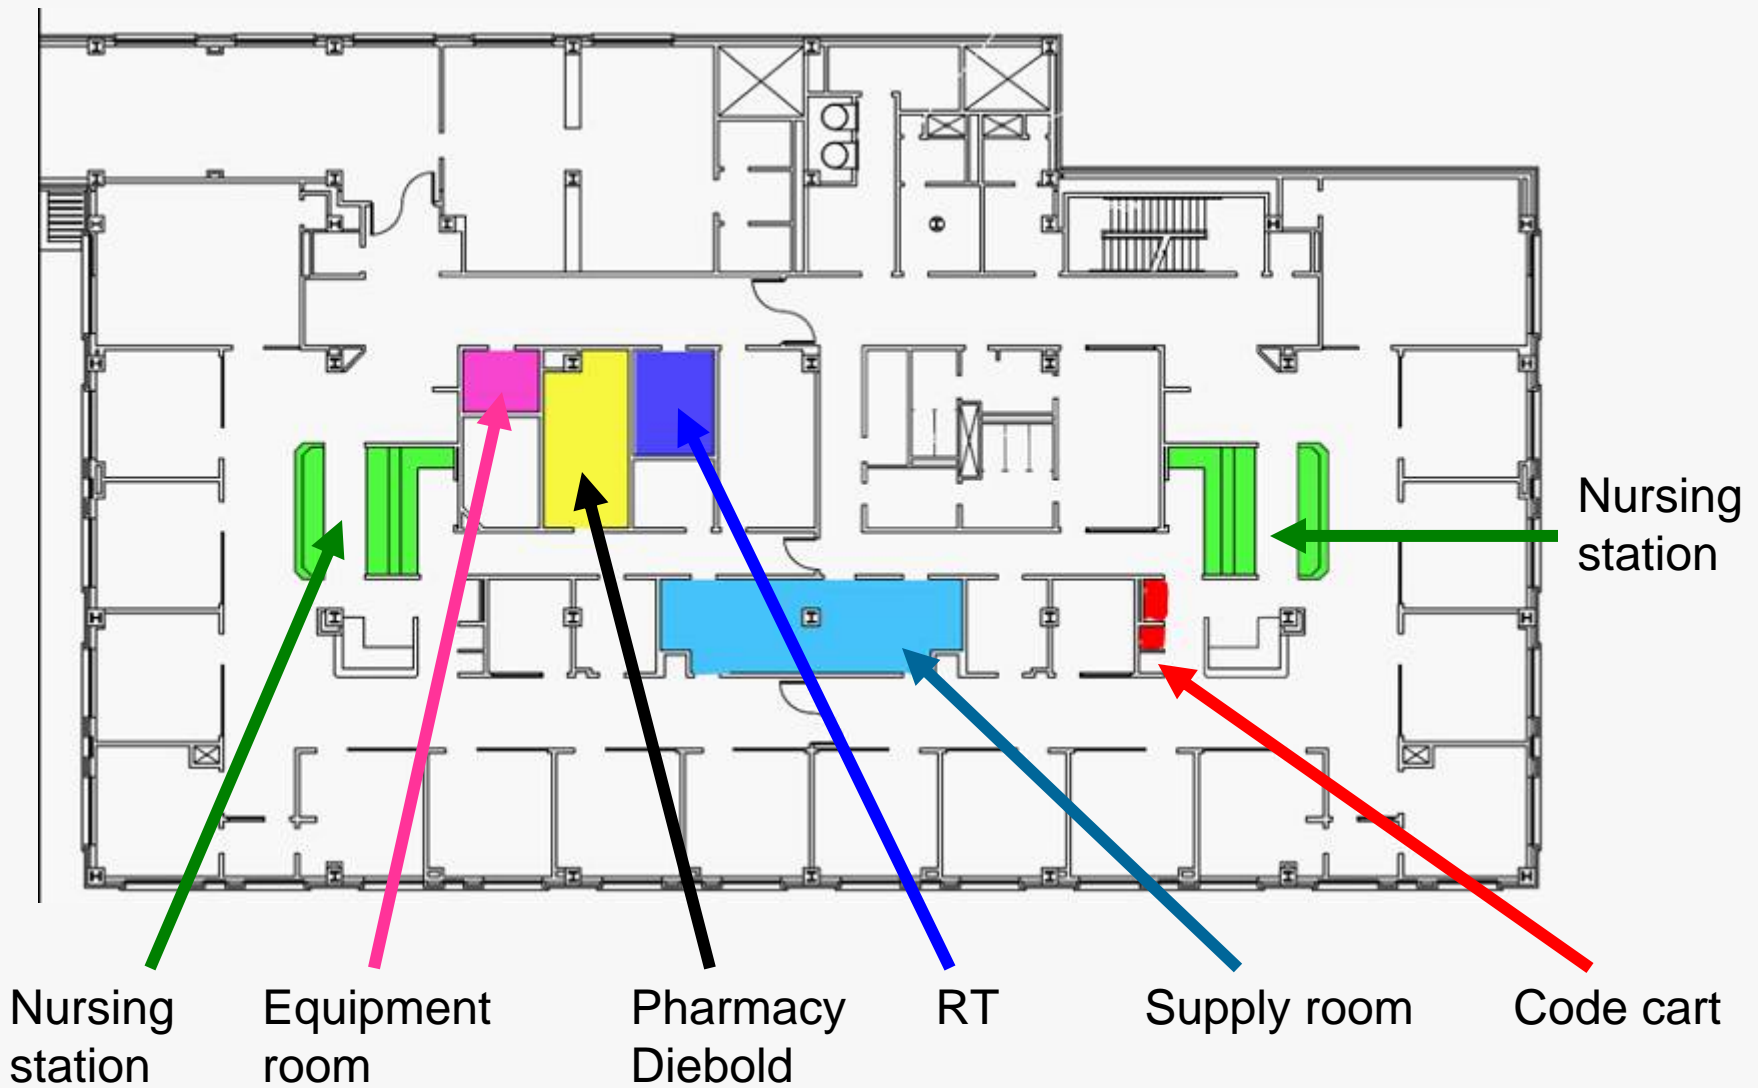 Nursing
station
Nursing
station
Equipment
room
Pharmacy
Diebold
RT
Supply room
Code cart